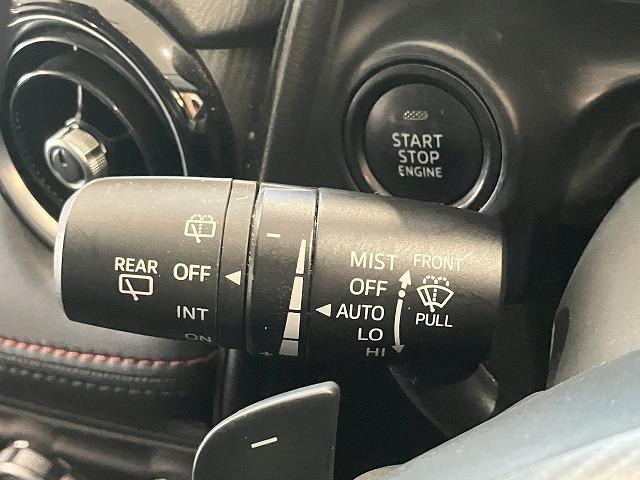 START
STOP
ENGINE
REAR
OFF
INT
ON
−
+
MIST
OFF
AUTO
LO
HI
FRONT
PULL
−